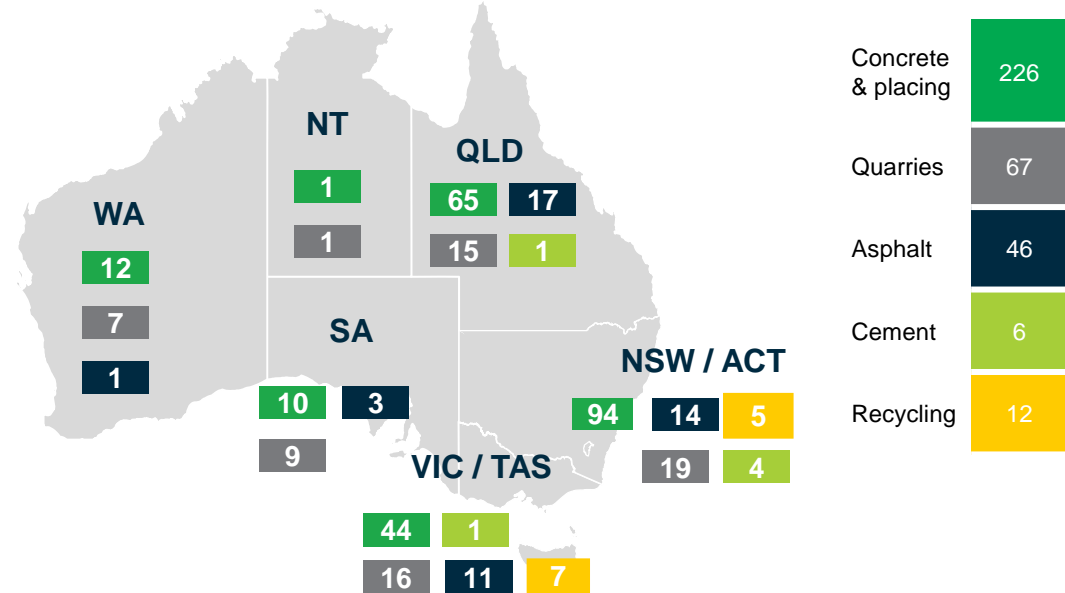 Concrete
& placing
226
Quarries
67
Asphalt
46
Cement
6
Recycling
12
NT
1
1
QLD
65 17
15 1
WA
12
7
1
SA
10 3
9
NSW / ACT
94 14 5
19 4
VIC / TAS
44 1
16 11 7